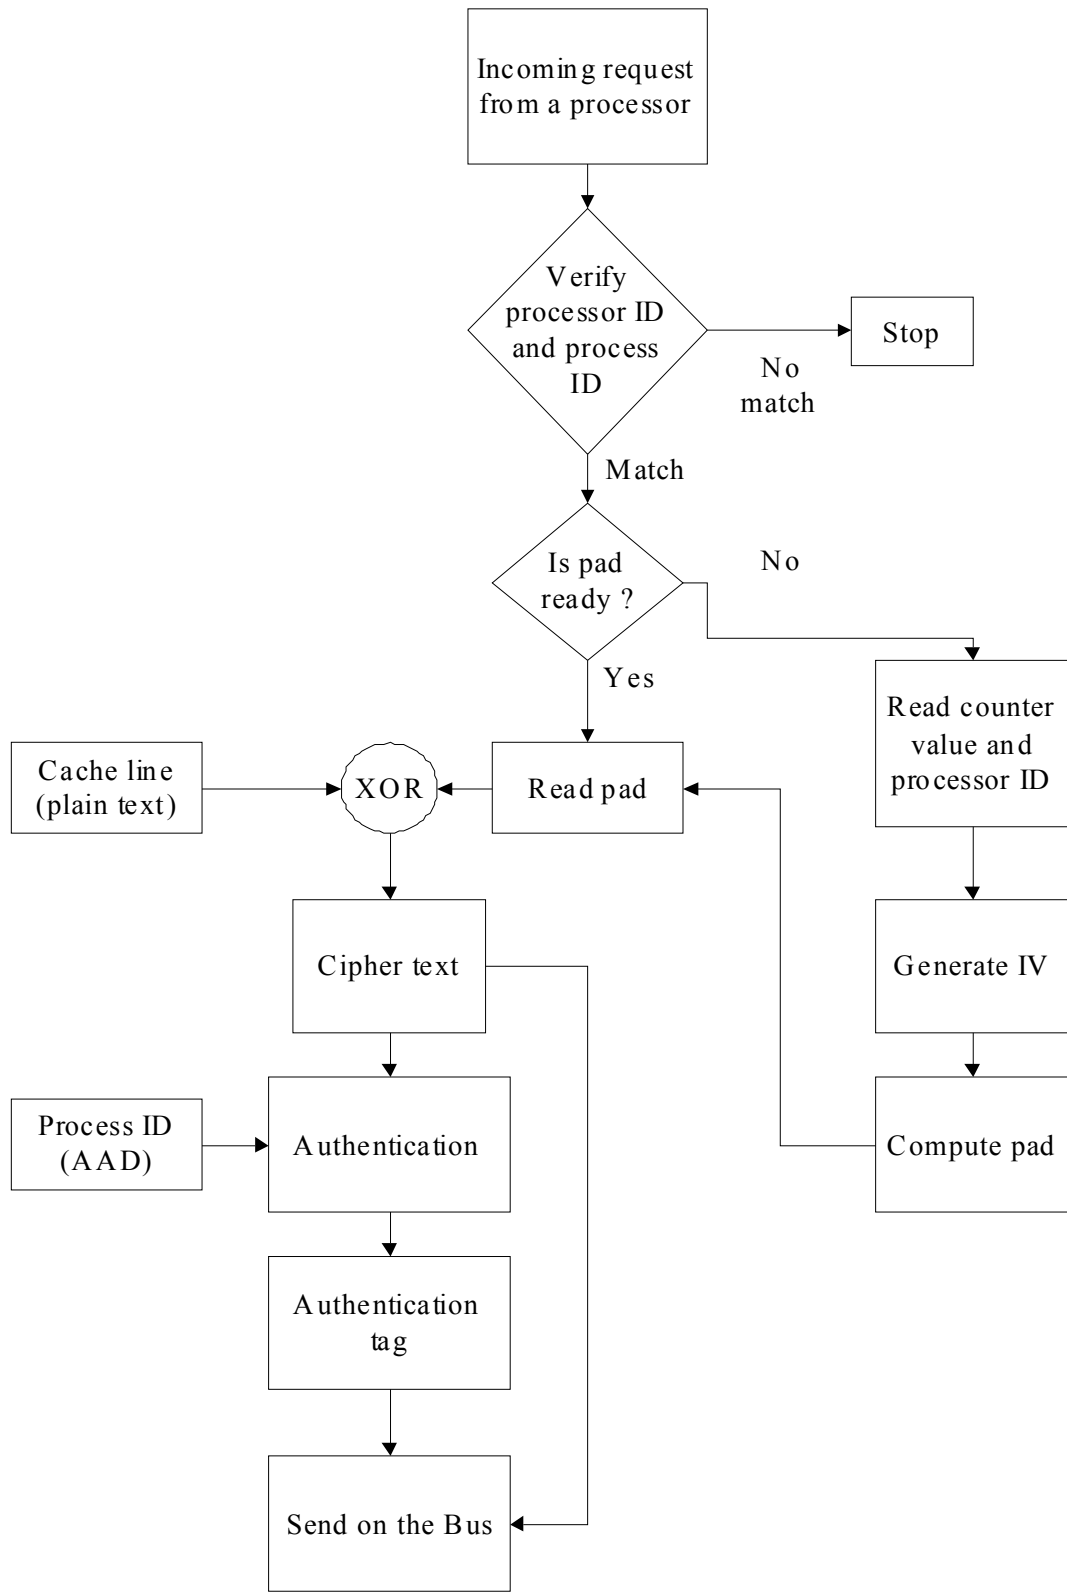 Incoming request
from a processor
Verify
processor ID
and process
ID
Stop
No
match
Match
Is pad
ready ?
No
Yes
Read counter
value and
processor ID
Cache line
(plain text)
XOR
Read pad
Cipher text
Generate IV
Process ID
(AAD)
Authentication
Compute pad
Authentication
tag
Send on the Bus